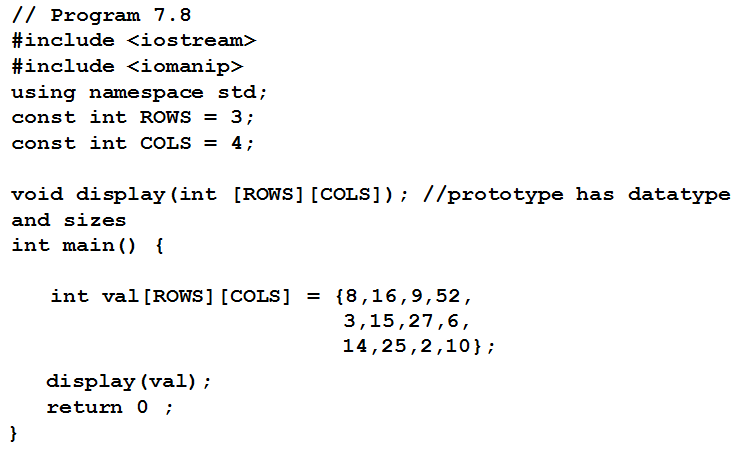 // Program 7.8
#include <iostream>
#include <iomanip>
using namespace std;
const int ROWS = 3;
const int COLS = 4;
void display(int [ROWS][COLS]); //prototype has datatype
and sizes
int main() {
int val[ROWS][COLS] = {8,16,9,52,
3,15,27,6,
14,25,2,10};
display(val);
return 0 ;
}